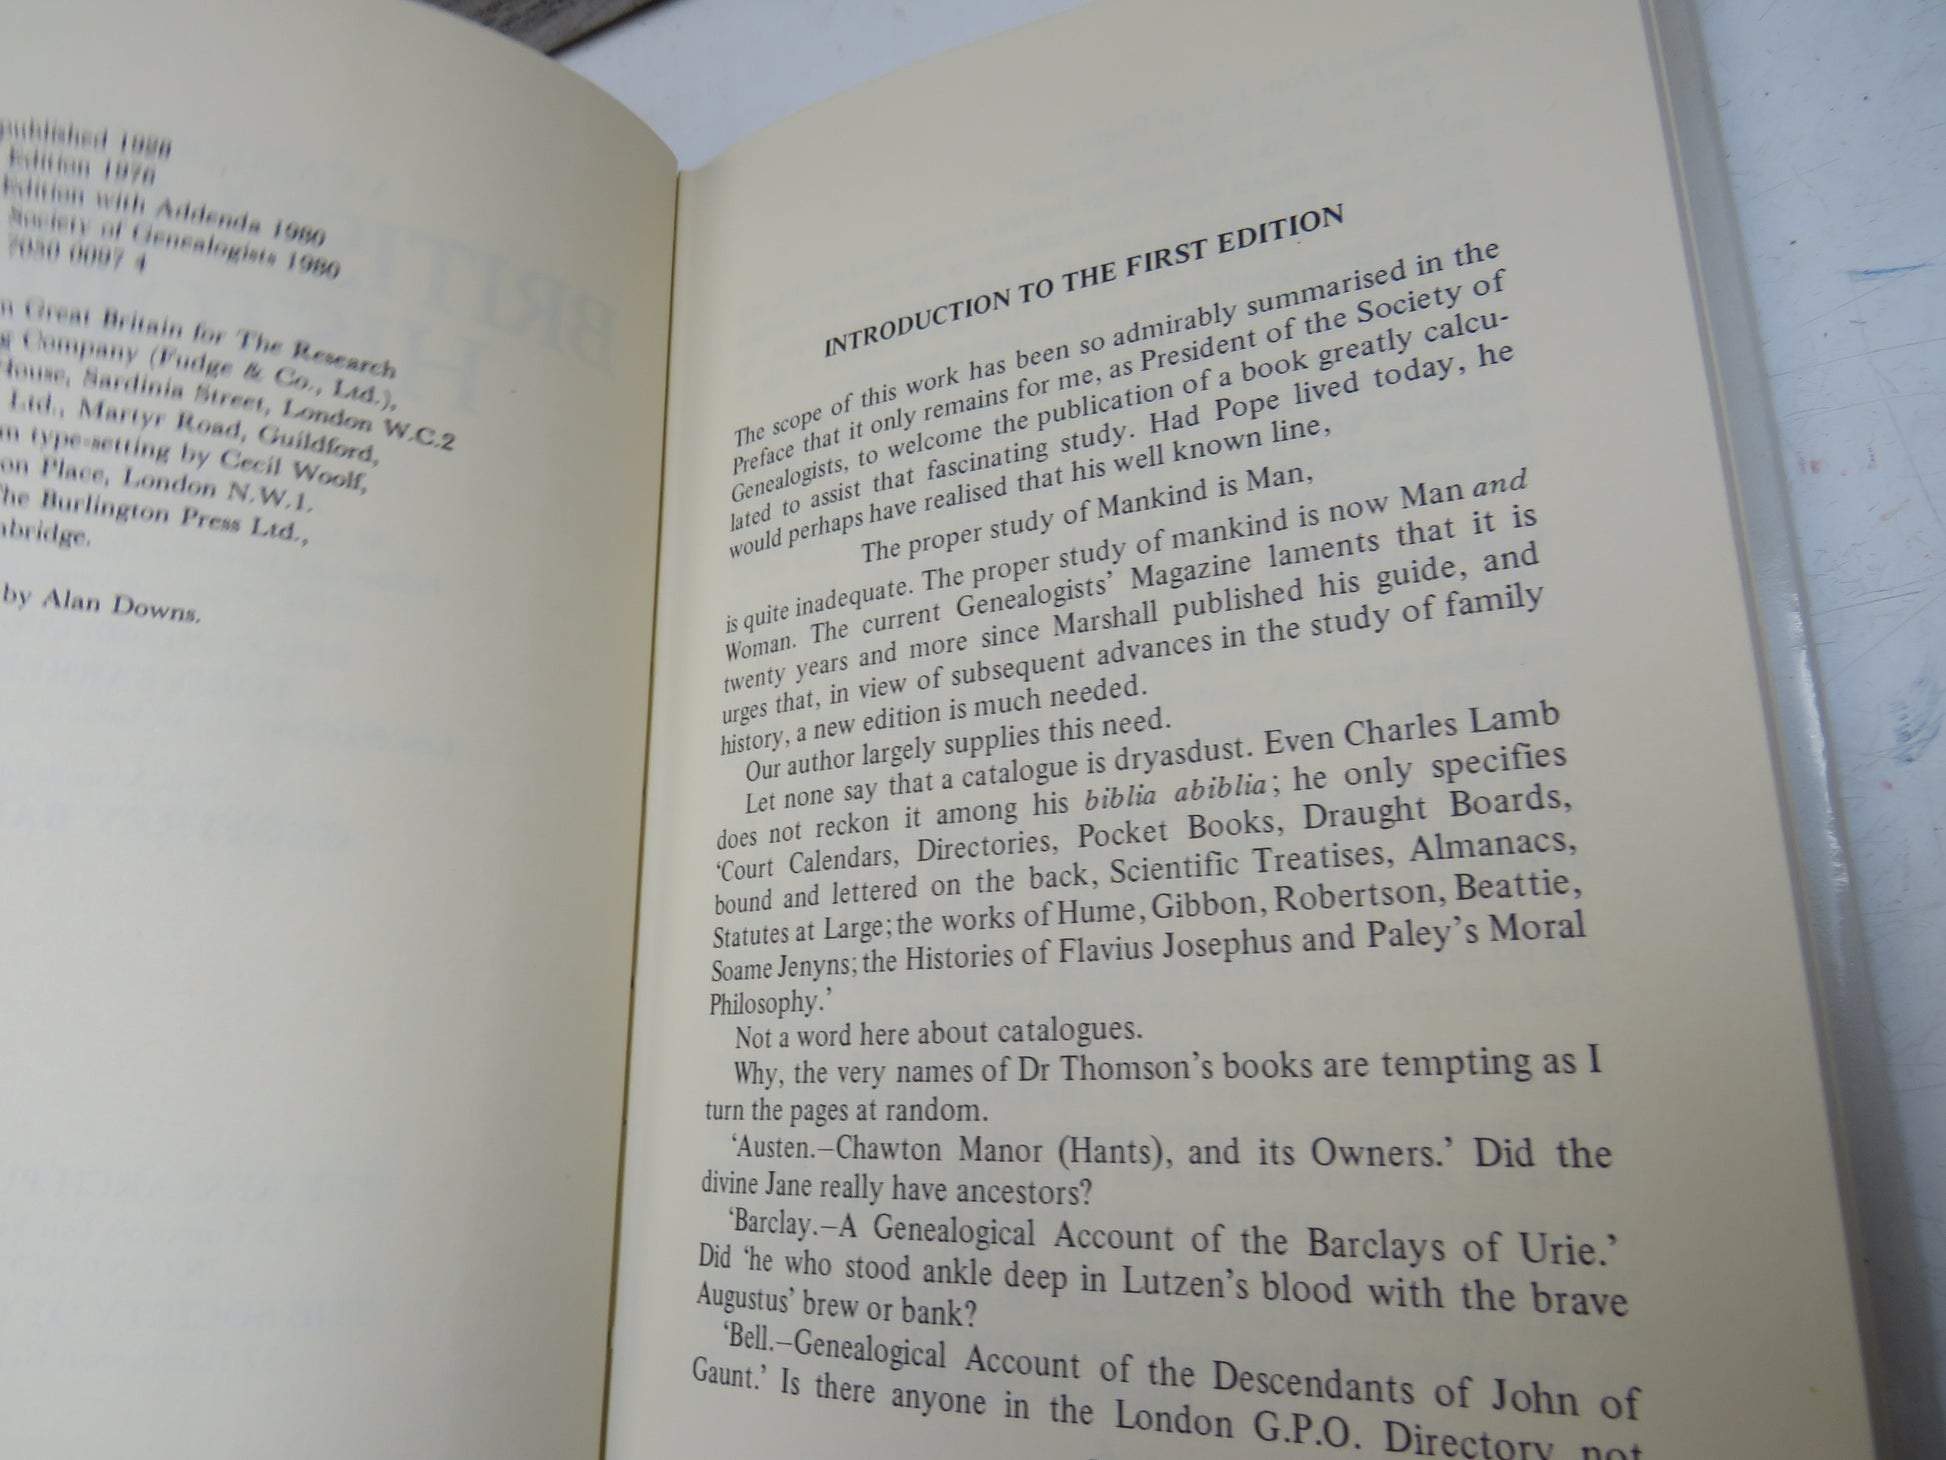 published 1928
Edition 1976
Edition with Addenda 1980
Society of Genealogists 1980
7050 0097 4
Great Britain for The Research
Company (Fudge & Co., Ltd.),
House, Sardinia Street, London W.C.2
Ltd., Martyr Road, Guildford,
type-setting by Cecil Woolf,
Place, London N.W.1.
The Burlington Press Ltd.,
by Alan Downs.
INTRODUCTION TO THE FIRST EDITION
The scope of this work has been so admirably summarised in the
Preface that it only remains for me, as President of the Society of
Genealogists, to welcome the publication of a book greatly calcu-
lated to assist that fascinating study. Had Pope lived today, he
would perhaps have realised that his well known line,
The proper study of Mankind is Man,
is quite inadequate. The proper study of mankind is now Man and
Woman. The current Genealogists' Magazine laments that it is
twenty years and more since Marshall published his guide, and
urges that, in view of subsequent advances in the study of family
history, a new edition is much needed.
Our author largely supplies this need.
Let none say that a catalogue is dryasdust. Even Charles Lamb
does not reckon it among his biblia abiblia; he only specifies
'Court Calendars, Directories, Pocket Books, Draught Boards,
bound and lettered on the back, Scientific Treatises, Almanacs,
Statutes at Large; the works of Hume, Gibbon, Robertson, Beattie,
Soame Jenyns; the Histories of Flavius Josephus and Paley's Moral
Philosophy.'
Not a word here about catalogues.
Why, the very names of Dr Thomson's books are tempting as I
turn the pages at random.
'Austen.–Chawton Manor (Hants), and its Owners.' Did the
divine Jane really have ancestors?
'Barclay.–A Genealogical Account of the Barclays of Urie.'
Did 'he who stood ankle deep in Lutzen's blood with the brave
Augustus' brew or bank?
'Bell.–Genealogical Account of the Descendants of John of
Gaunt.' Is there anyone in the London G.P.O. Directory not